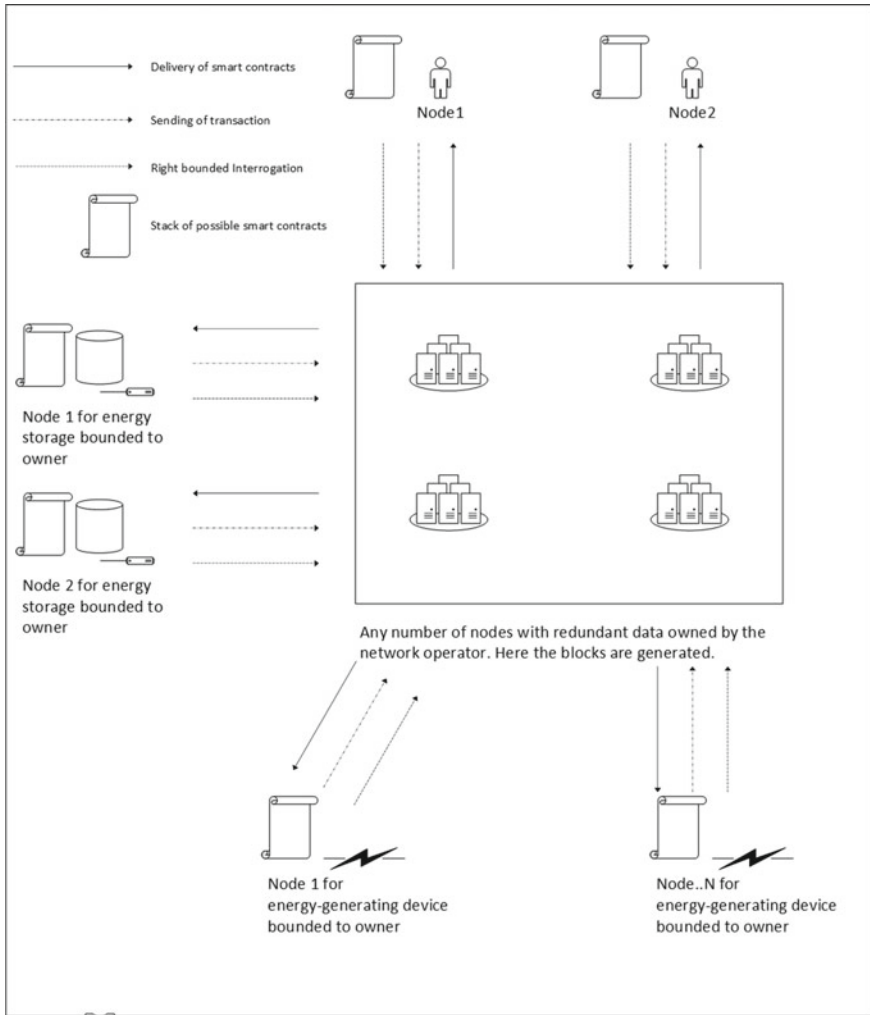 Delivery of smart contracts
Sending of transaction
Right bounded Interrogation
Stack of possible smart contracts
Node1
Node2
Node 1 for energy
storage bounded to
owner
Node 2 for energy
storage bounded to
owner
Any number of nodes with redundant data owned by the
network operator. Here the blocks are generated.
Node 1 for
energy-generating device
bounded to owner
Node..N for
energy-generating device
bounded to owner